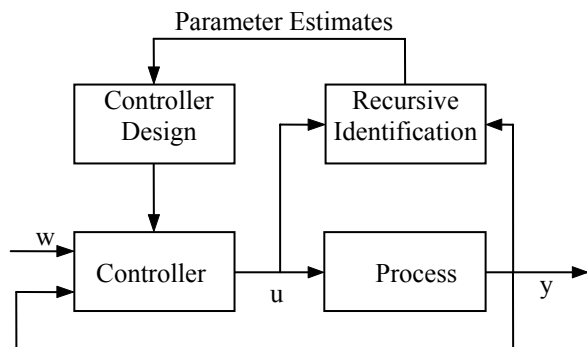 Parameter Estimates
Controller
Design
Recursive
Identification
w
Controller
u
Process
y